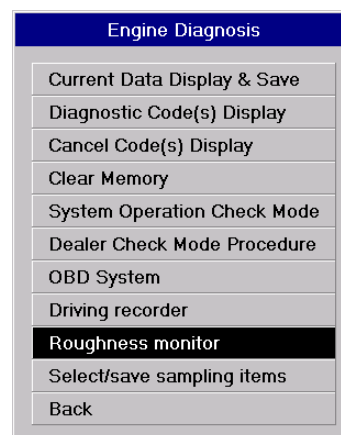 Engine Diagnosis
Current Data Display & Save
Diagnostic Code(s) Display
Cancel Code(s) Display
Clear Memory
System Operation Check Mode
Dealer Check Mode Procedure
OBD System
Driving recorder
Roughness monitor
Select/save sampling items
Back